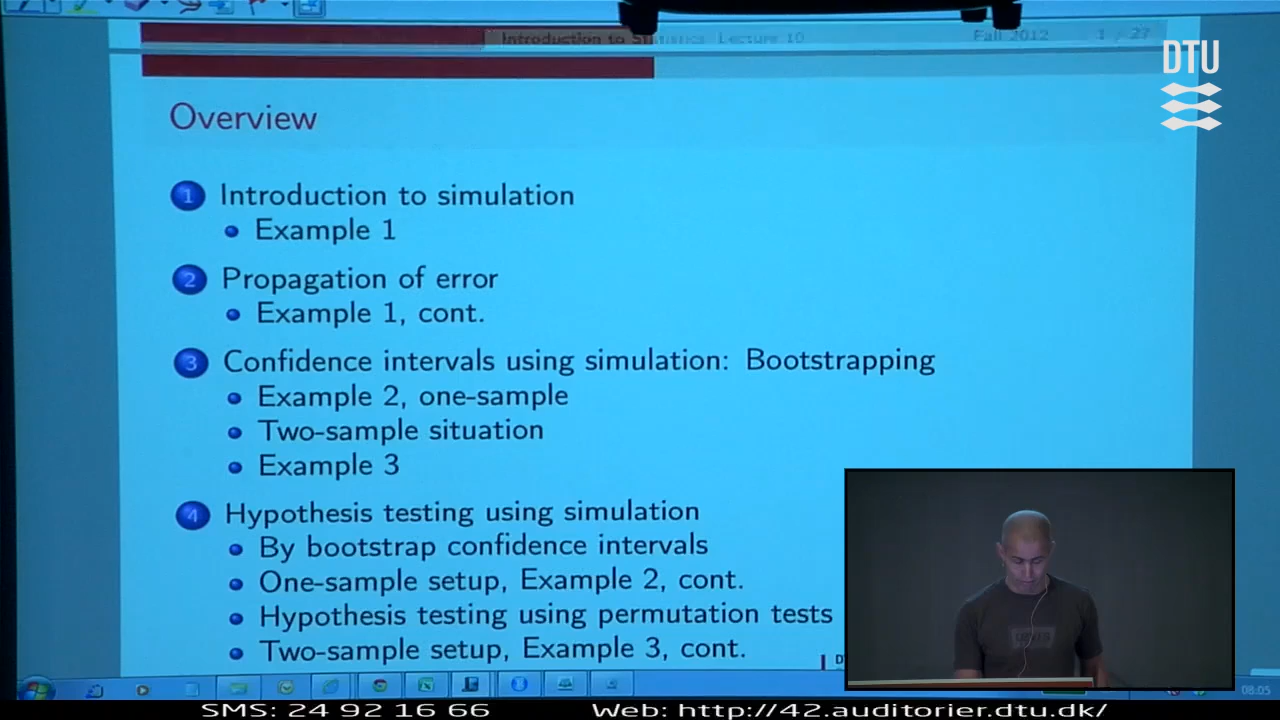 Introduction to Statistics, Lecture 10 Fall 2012 1 / 27
DTU
Overview
1 Introduction to simulation
Example 1
2 Propagation of error
Example 1, cont.
3 Confidence intervals using simulation: Bootstrapping
Example 2, one-sample
Two-sample situation
Example 3
4 Hypothesis testing using simulation
By bootstrap confidence intervals
One-sample setup, Example 2, cont.
Hypothesis testing using permutation tests
Two-sample setup, Example 3, cont.
08:05
SMS: 24 92 16 66 Web: http://42.auditorier.dtu.dk/